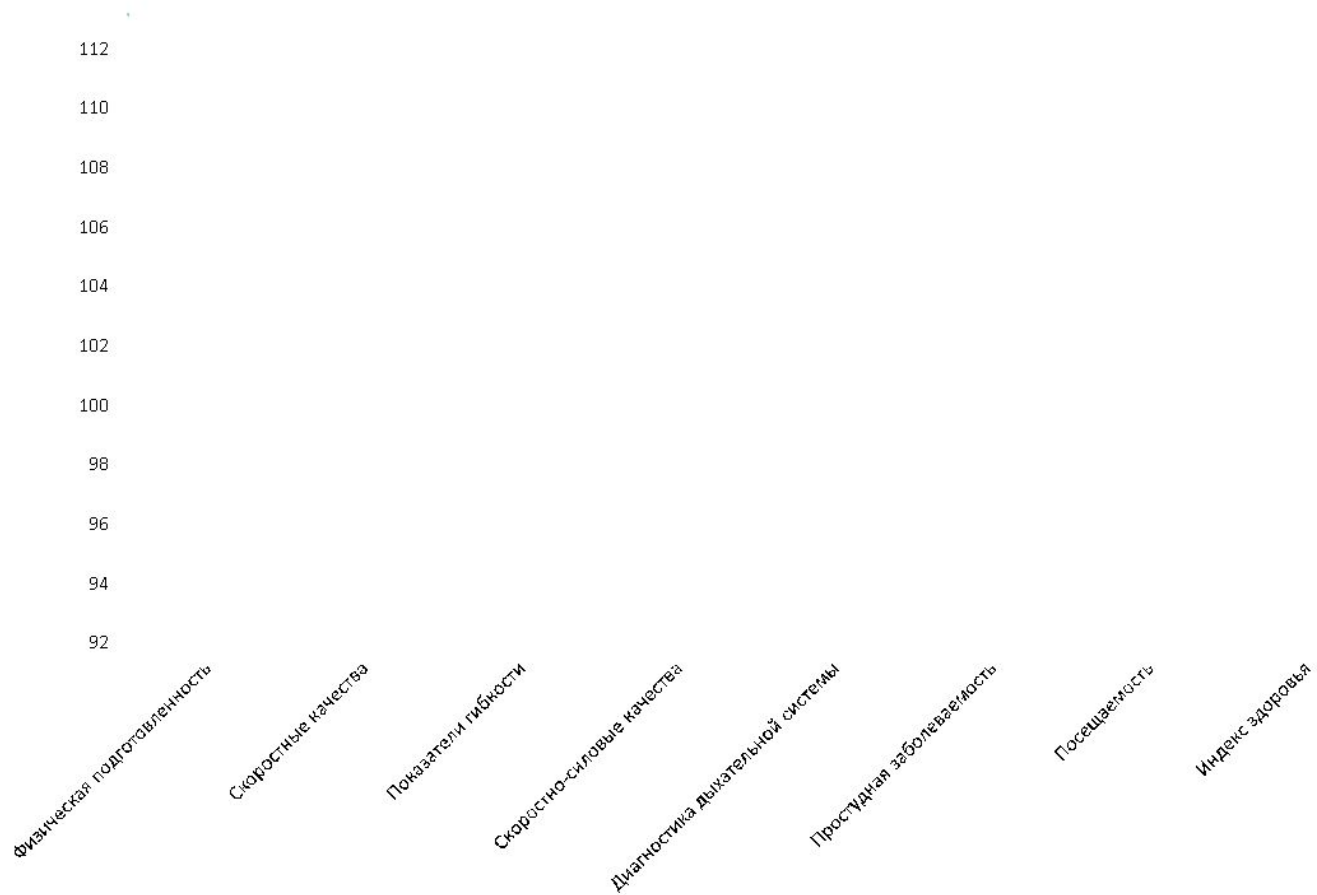 112
110
108
106
104
102
100
98
96
94
92
Физическая подготовленность
Скоростные качества
Показатели гибкости
Скоростно-силовые качества
Диагностика дыхательной системы
Простудная заболеваемость
Посещаемость
Индекс здоровья